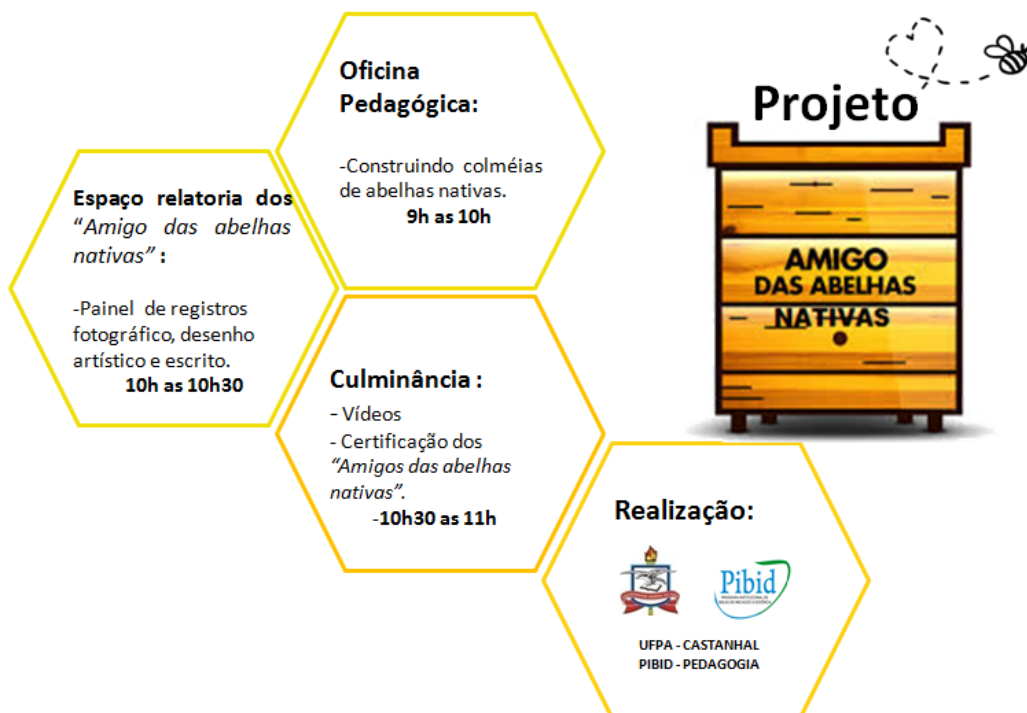 Projeto
AMIGO
DAS ABELHAS
NATIVAS
Oficina
Pedagógica:
-Construindo colméias
de abelhas nativas.
9h as 10h
Espaço relatoria dos
“Amigo das abelhas
nativas” :
-Painel de registros
fotográfico, desenho
artístico e escrito.
10h as 10h30
Culminância :
- Vídeos
- Certificação dos
“Amigos das abelhas
nativas”.
-10h30 as 11h
Realização:
Pibid
UFPA - CASTANHAL
PIBID - PEDAGOGIA